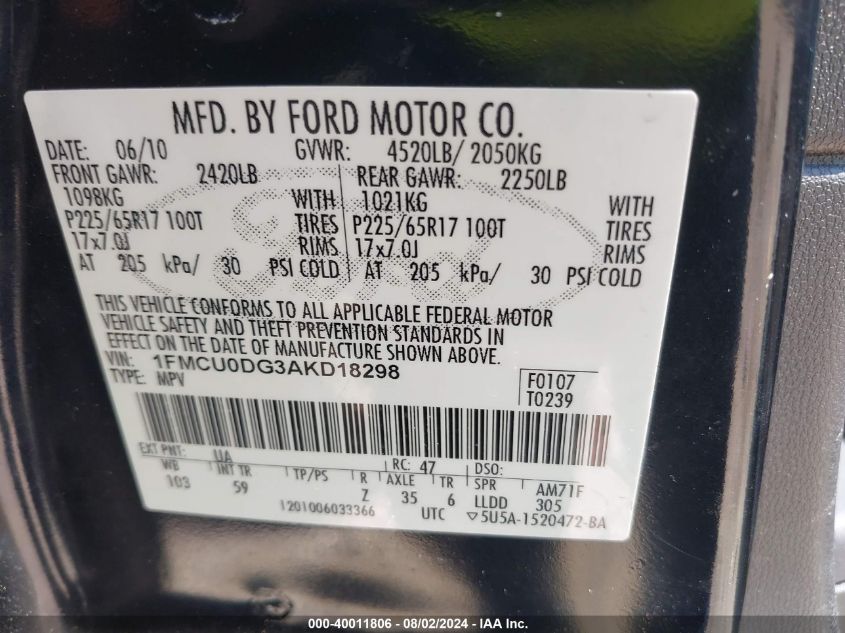 MFD. BY FORD MOTOR CO.
DATE: 06/10 GVWR: 4520LB/ 2050KG
FRONT GAWR: 2420LB REAR GAWR: 2250LB
1098KG WITH 1021KG WITH
P225/65R17 100T TIRES P225/65R17 100T TIRES
17x7.0J RIMS 17x7.0J RIMS
AT 205 kPa/ 30 PSI COLD AT 205 kPa/ 30 PSI COLD
THIS VEHICLE CONFORMS TO ALL APPLICABLE FEDERAL MOTOR
VEHICLE SAFETY AND THEFT PREVENTION STANDARDS IN
EFFECT ON THE DATE OF MANUFACTURE SHOWN ABOVE.
VIN: 1FMCU0DG3AKD18298
TYPE: MPV
F0107
T0239
EXT PNT: UA RC: 47 DSO:
WB INT TR TP/PS R AXLE TR SPR AM71F
103 59 Z 35 6 LLDD 305
1201006033366 UTC ▽5U5A-1520472-BA
Ford
000-40011806 - 08/02/2024 - IAA Inc.